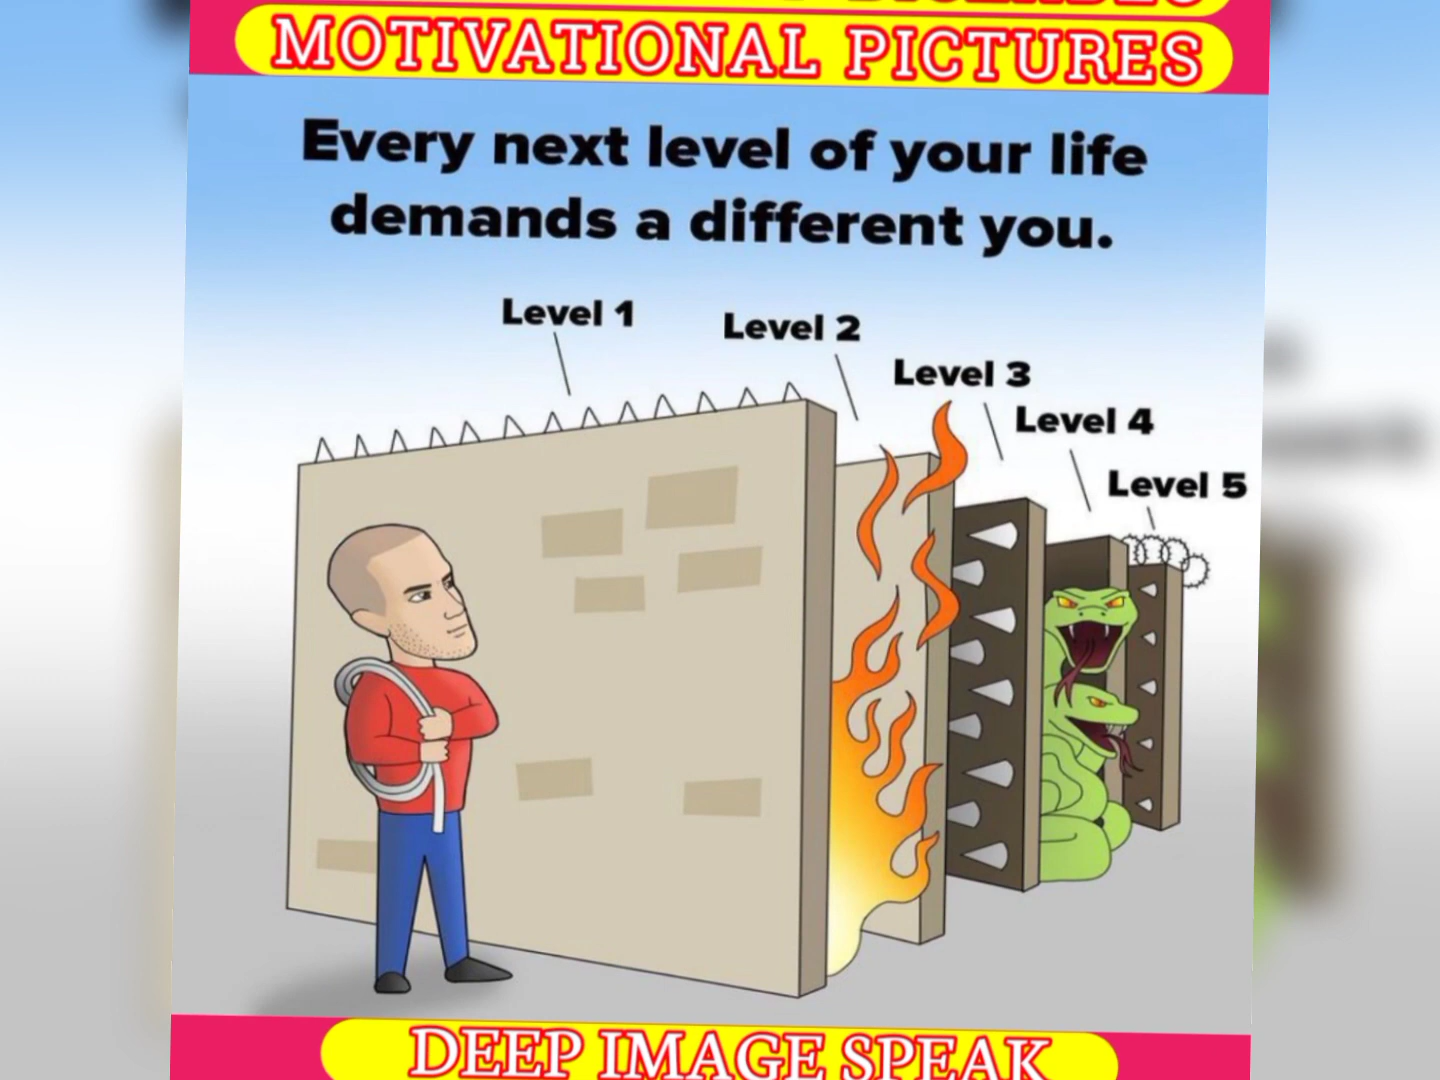 MOTIVATIONAL PICTURES
Every next level of your life
demands a different you.
Level 1
Level 2
Level 3
Level 4
Level 5
DEEP IMAGE SPEAK